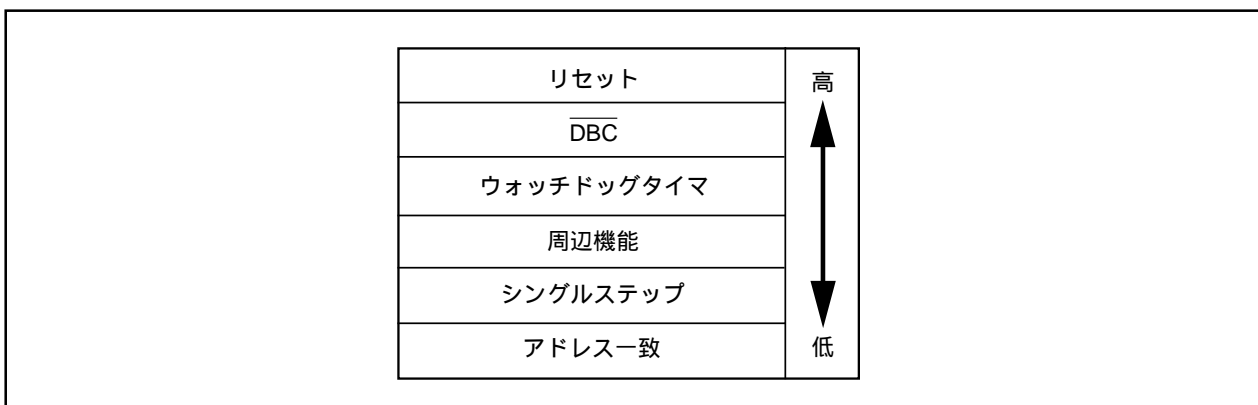 リセット
高
DBC
ウォッチドッグタイマ
周辺機能
シングルステップ
アドレス一致
低